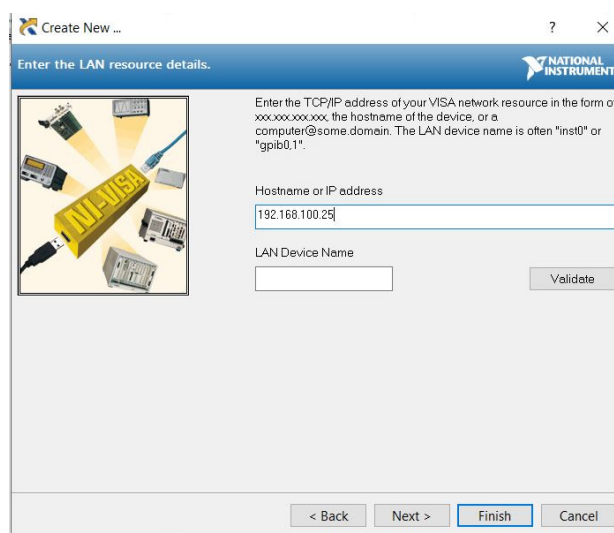 Create New ...
?
Enter the LAN resource details.
NATIONAL
INSTRUMENT
NI-VISA
Enter the TCP/IP address of your VISA network resource in the form o
xxx.xxx.xxx.xxx, the hostname of the device, or a
computer@some.domain. The LAN device name is often "inst0" or
"gpib0,1".
Hostname or IP address
192.168.100.25
LAN Device Name
Validate
< Back
Next >
Finish
Cancel